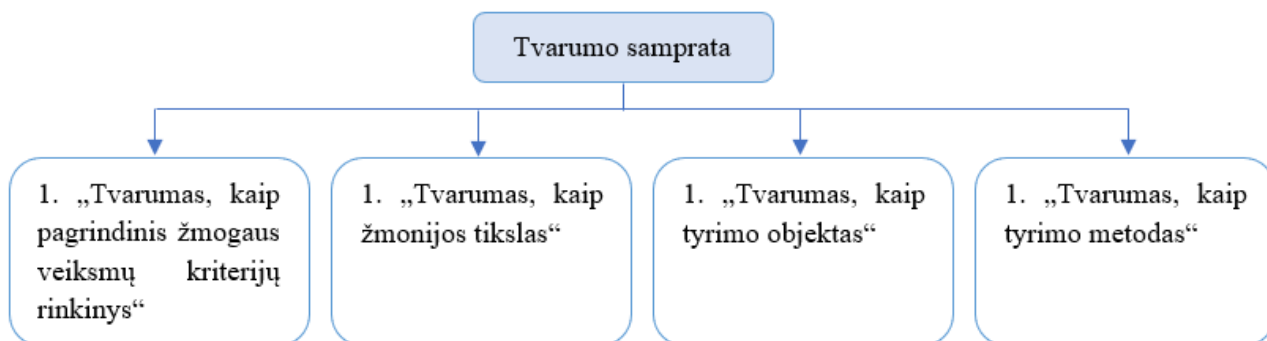 Tvarumo samprata
1. „Tvarumas, kaip
pagrindinis žmogaus
veiksmų kriterijų
rinkinys“
1. „Tvarumas, kaip
žmonijos tikslas“
1. „Tvarumas, kaip
tyrimo objektas“
1. „Tvarumas, kaip
tyrimo metodas“